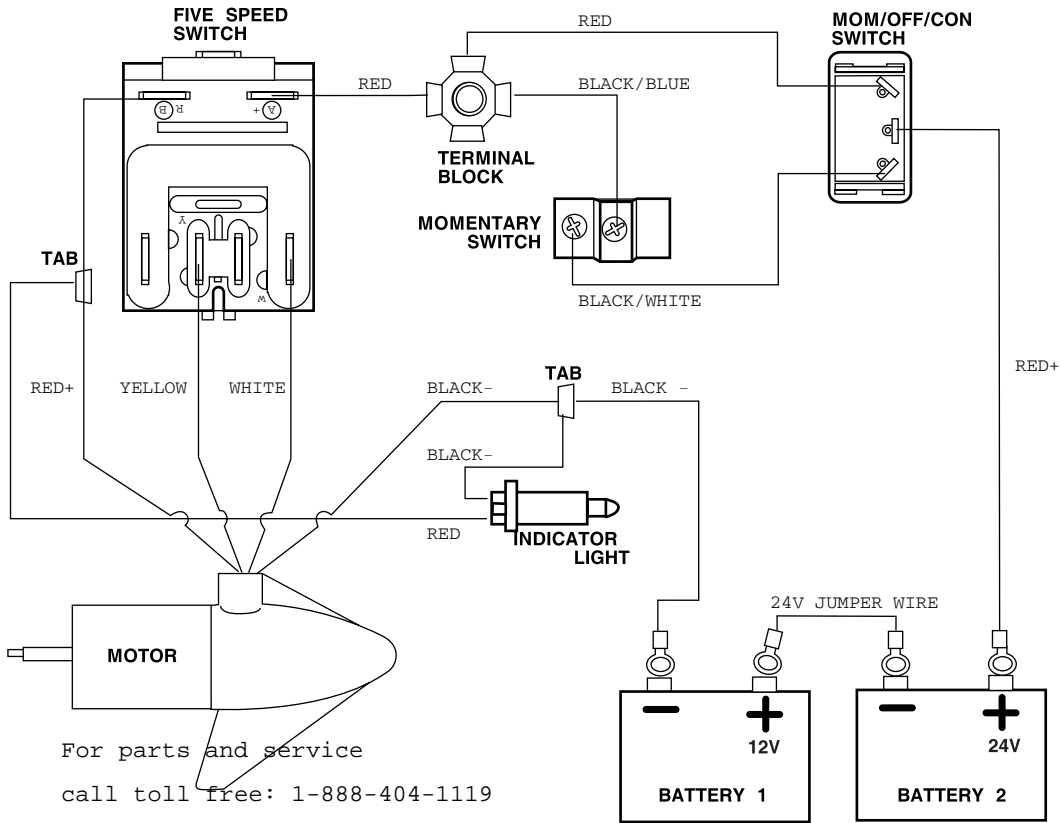 FIVE SPEED
SWITCH
RED
MOM/OFF/CON
SWITCH
RED
BLACK/BLUE
B
R
+
A
TERMINAL
BLOCK
Y
MOMENTARY
SWITCH
TAB
W
BLACK/WHITE
RED+
RED+
YELLOW
WHITE
BLACK-
TAB
BLACK -
BLACK-
RED
INDICATOR
LIGHT
24V JUMPER WIRE
MOTOR
12V
24V
For parts and service
call toll free: 1-888-404-1119
BATTERY 1
BATTERY 2